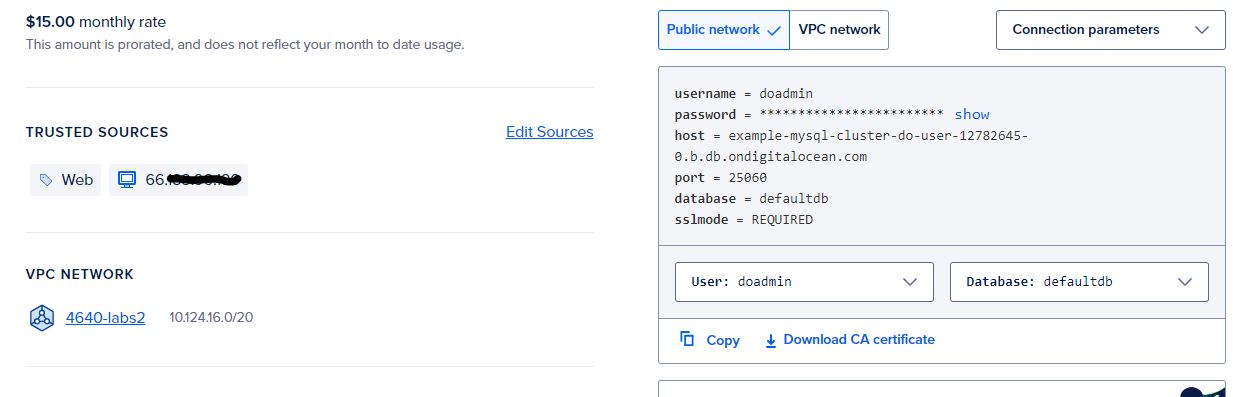 $15.00 monthly rate
This amount is prorated, and does not reflect your month to date usage.
TRUSTED SOURCES
Edit Sources
Web
66.
VPC NETWORK
4640-labs2
10.124.16.0/20
Public network
VPC network
Connection parameters
username = doadmin
password = ************************ show
host = example-mysql-cluster-do-user-12782645-
0.b.db.ondigitalocean.com
port = 25060
database = defaultdb
sslmode = REQUIRED
User: doadmin
Database: defaultdb
Copy
Download CA certificate